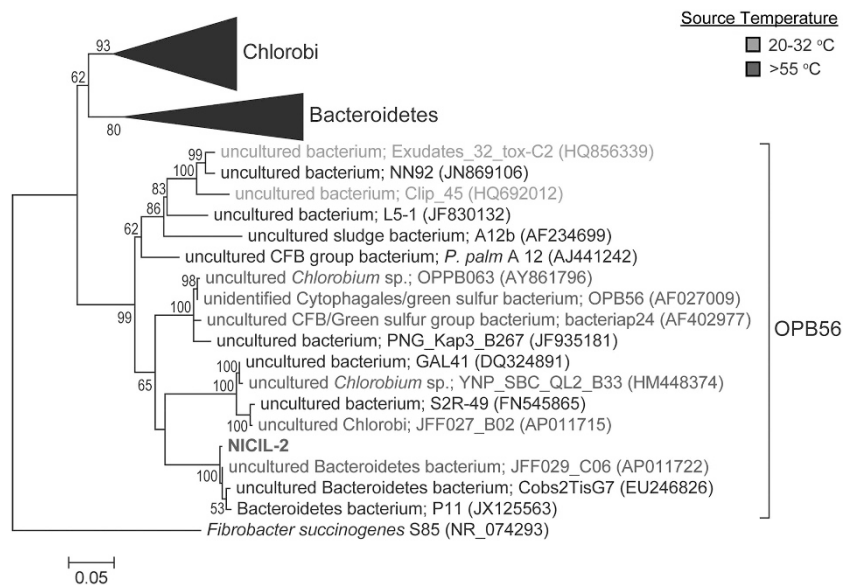 Source Temperature
20-32 °C
>55 °C
93
Chlorobi
62
80
Bacteroidetes
99
uncultured bacterium; Exudates_32_tox-C2 (HQ856339)
100
uncultured bacterium; NN92 (JN869106)
83
uncultured bacterium; Clip_45 (HQ692012)
86
uncultured bacterium; L5-1 (JF830132)
62
uncultured sludge bacterium; A12b (AF234699)
uncultured CFB group bacterium; P. palm A 12 (AJ441242)
98
uncultured Chlorobium sp.; OPPB063 (AY861796)
unidentified Cytophagales/green sulfur bacterium; OPB56 (AF027009)
100
uncultured CFB/Green sulfur group bacterium; bacteriap24 (AF402977)
99
uncultured bacterium; PNG_Kap3_B267 (JF935181)
OPB56
100
uncultured bacterium; GAL41 (DQ324891)
65
100
uncultured Chlorobium sp.; YNP_SBC_QL2_B33 (HM448374)
uncultured bacterium; S2R-49 (FN545865)
100
uncultured Chlorobi; JFF027_B02 (AP011715)
NICIL-2
100
uncultured Bacteroidetes bacterium; JFF029_C06 (AP011722)
uncultured Bacteroidetes bacterium; Cobs2TisG7 (EU246826)
53
Bacteroidetes bacterium; P11 (JX125563)
Fibrobacter succinogenes S85 (NR_074293)
0.05